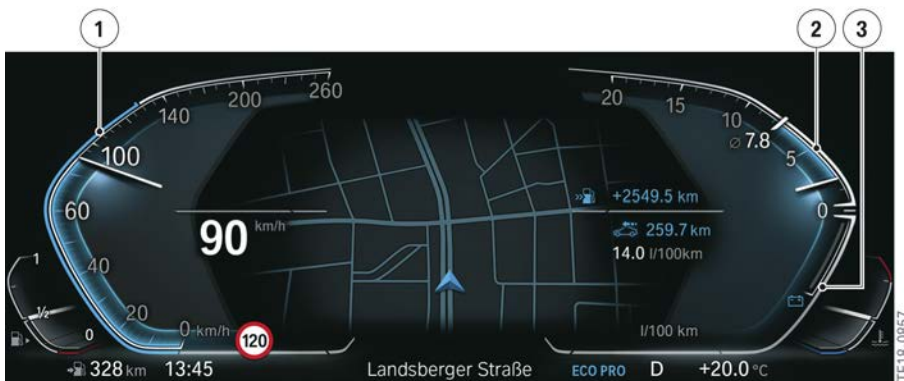 1 2 3
200 260 20 15
140 10
100 Ø 7.8
5
»» +2549.5 km
60 90 km/h 0
259.7 km
14.0 l/100km
40
1
1/2 20
0 0 km/h 120 l/100 km
328 km 13:45 Landsberger Straße ECO PRO D +20.0 °C
TE18-0867